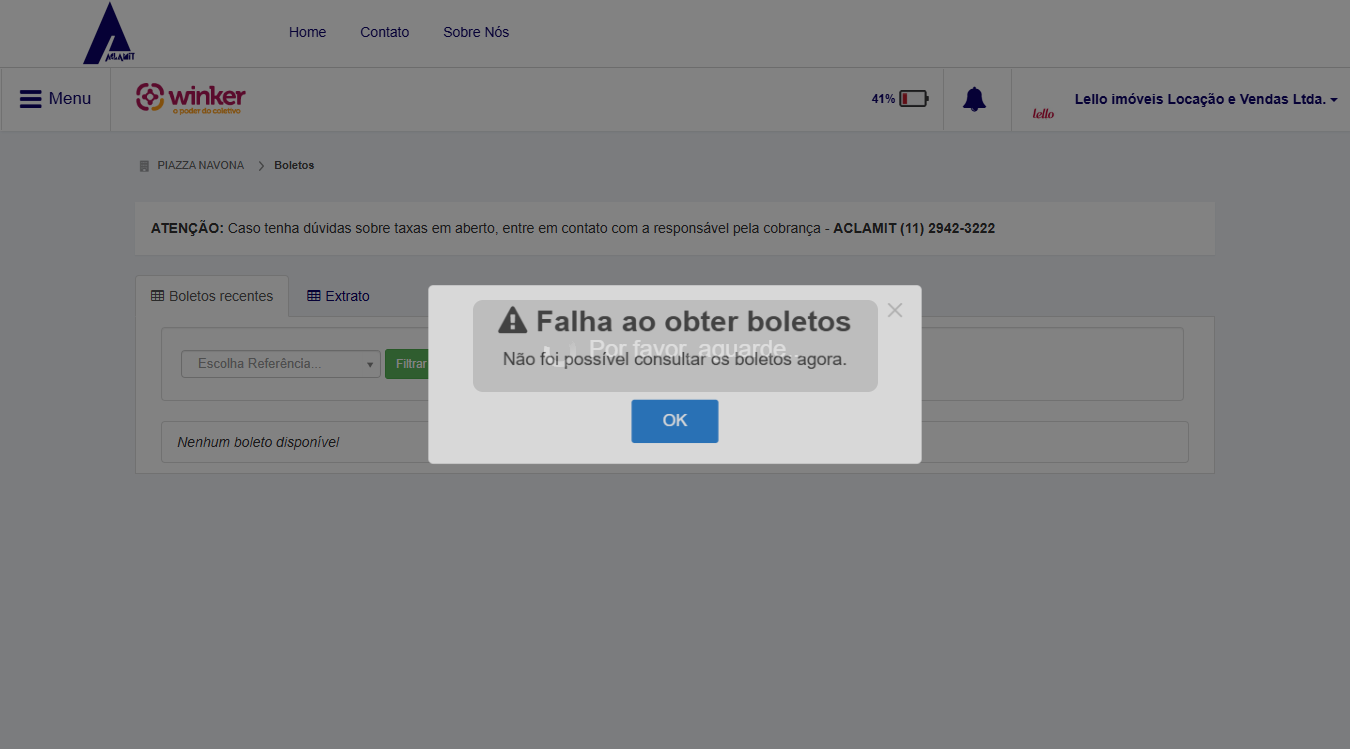 Home Contato Sobre Nós
ACLAMIT
Menu winker 41% Lello imóveis Locação e Vendas Ltda.
o poder do coletivo
lello
PIAZZA NAVONA Boletos
ATENÇÃO: Caso tenha dúvidas sobre taxas em aberto, entre em contato com a responsável pela cobrança - ACLAMIT (11) 2942-3222
Boletos recentes Extrato
Falha ao obter boletos
Por favor, aguarde...
Não foi possível consultar os boletos agora.
Escolha Referência... Filtrar
OK
Nenhum boleto disponível